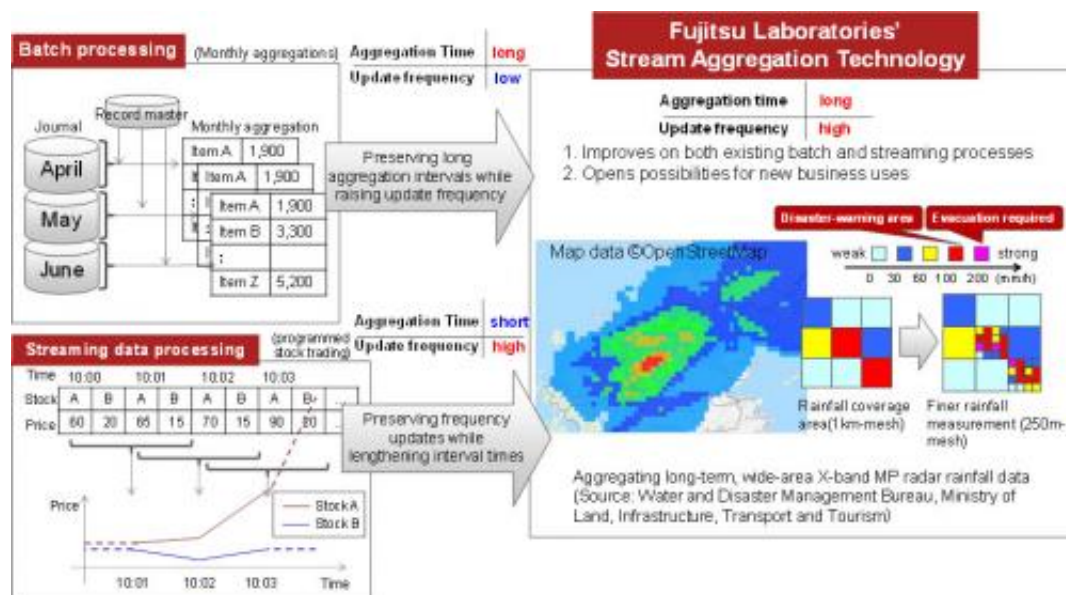 Batch processing
(Monthly aggregations)
Aggregation Time long
Update frequency low
Journal
Record master
Monthly aggregation
April
May
June
Item A 1,900
Item A 1,900
:
:
Item A 1,900
Item B 3,300
:
Item Z 5,200
Preserving long
aggregation intervals while
raising update frequency
Streaming data processing
(programmed
stock trading)
Aggregation Time short
Update frequency high
Time 10:00 10:01 10:02 10:03
Stock A B A B A B A B ...
Price 60 20 65 15 70 15 90 20 ...
Price
Stock A
Stock B
10:01 10:02 10:03 Time
Preserving frequency
updates while
lengthening interval times
Fujitsu Laboratories'
Stream Aggregation Technology
Aggregation time long
Update frequency high
1. Improves on both existing batch and streaming processes
2. Opens possibilities for new business uses
Disaster-warning area
Evacuation required
Map data ©OpenStreetMap
weak strong
0 30 60 100 200 (mm/h)
Rainfall coverage
area(1km-mesh)
Finer rainfall
measurement (250m-
mesh)
Aggregating long-term, wide-area X-band MP radar rainfall data
(Source: Water and Disaster Management Bureau, Ministry of
Land, Infrastructure, Transport and Tourism)